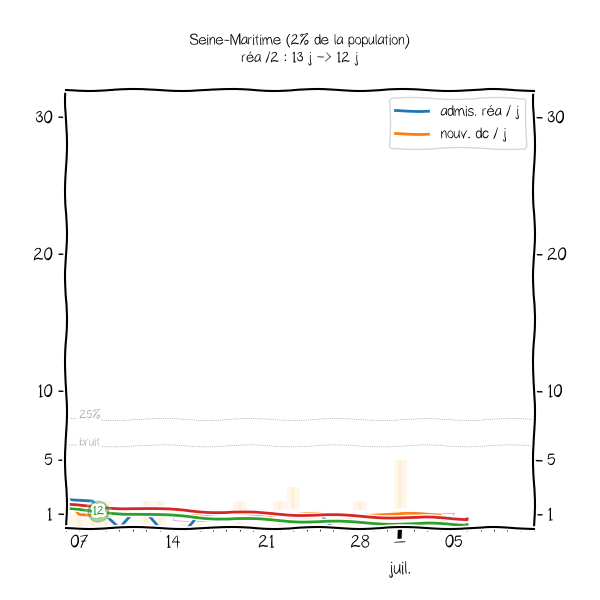 Seine-Maritime (2% de la population)
réa /2 : 13 j -> 12 j
admis. réa / j
nouv. dc / j
30
30
20
20
10
10
25%
bruit
5
5
12
1
1
07 14 21 28 1 05
juil.